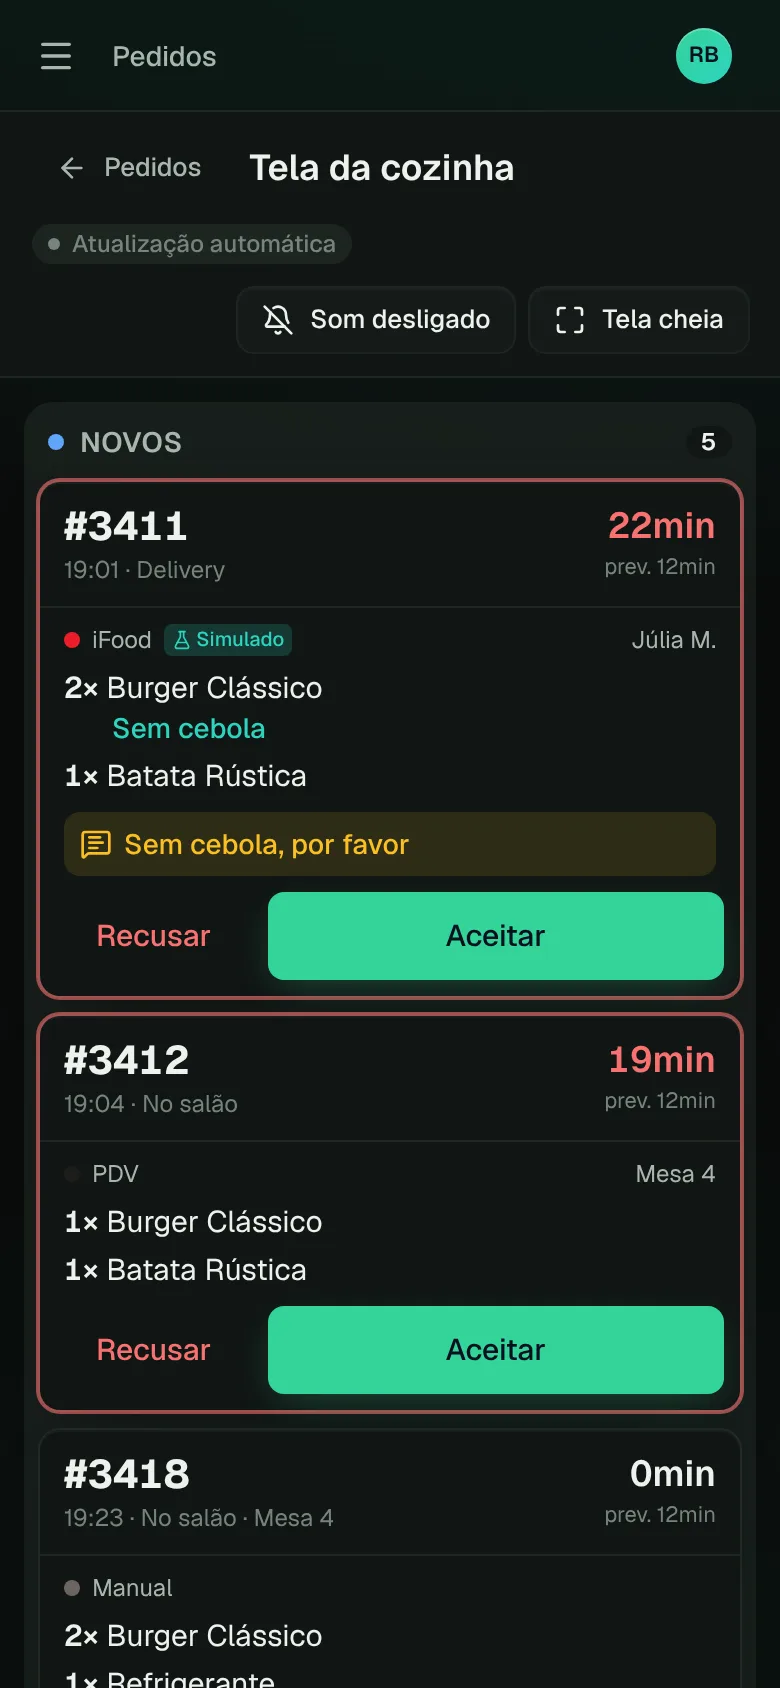 Pedidos
RB
Pedidos
Tela da cozinha
Atualização automática
Som desligado
Tela cheia
NOVOS
5
#3411
22min
19:01 · Delivery
prev. 12min
iFood
Simulado
Júlia M.
2× Burger Clássico
Sem cebola
1× Batata Rústica
Sem cebola, por favor
Recusar
Aceitar
#3412
19min
19:04 · No salão
prev. 12min
PDV
Mesa 4
1× Burger Clássico
1× Batata Rústica
Recusar
Aceitar
#3418
0min
19:23 · No salão · Mesa 4
prev. 12min
Manual
2× Burger Clássico
1× Refrigerante